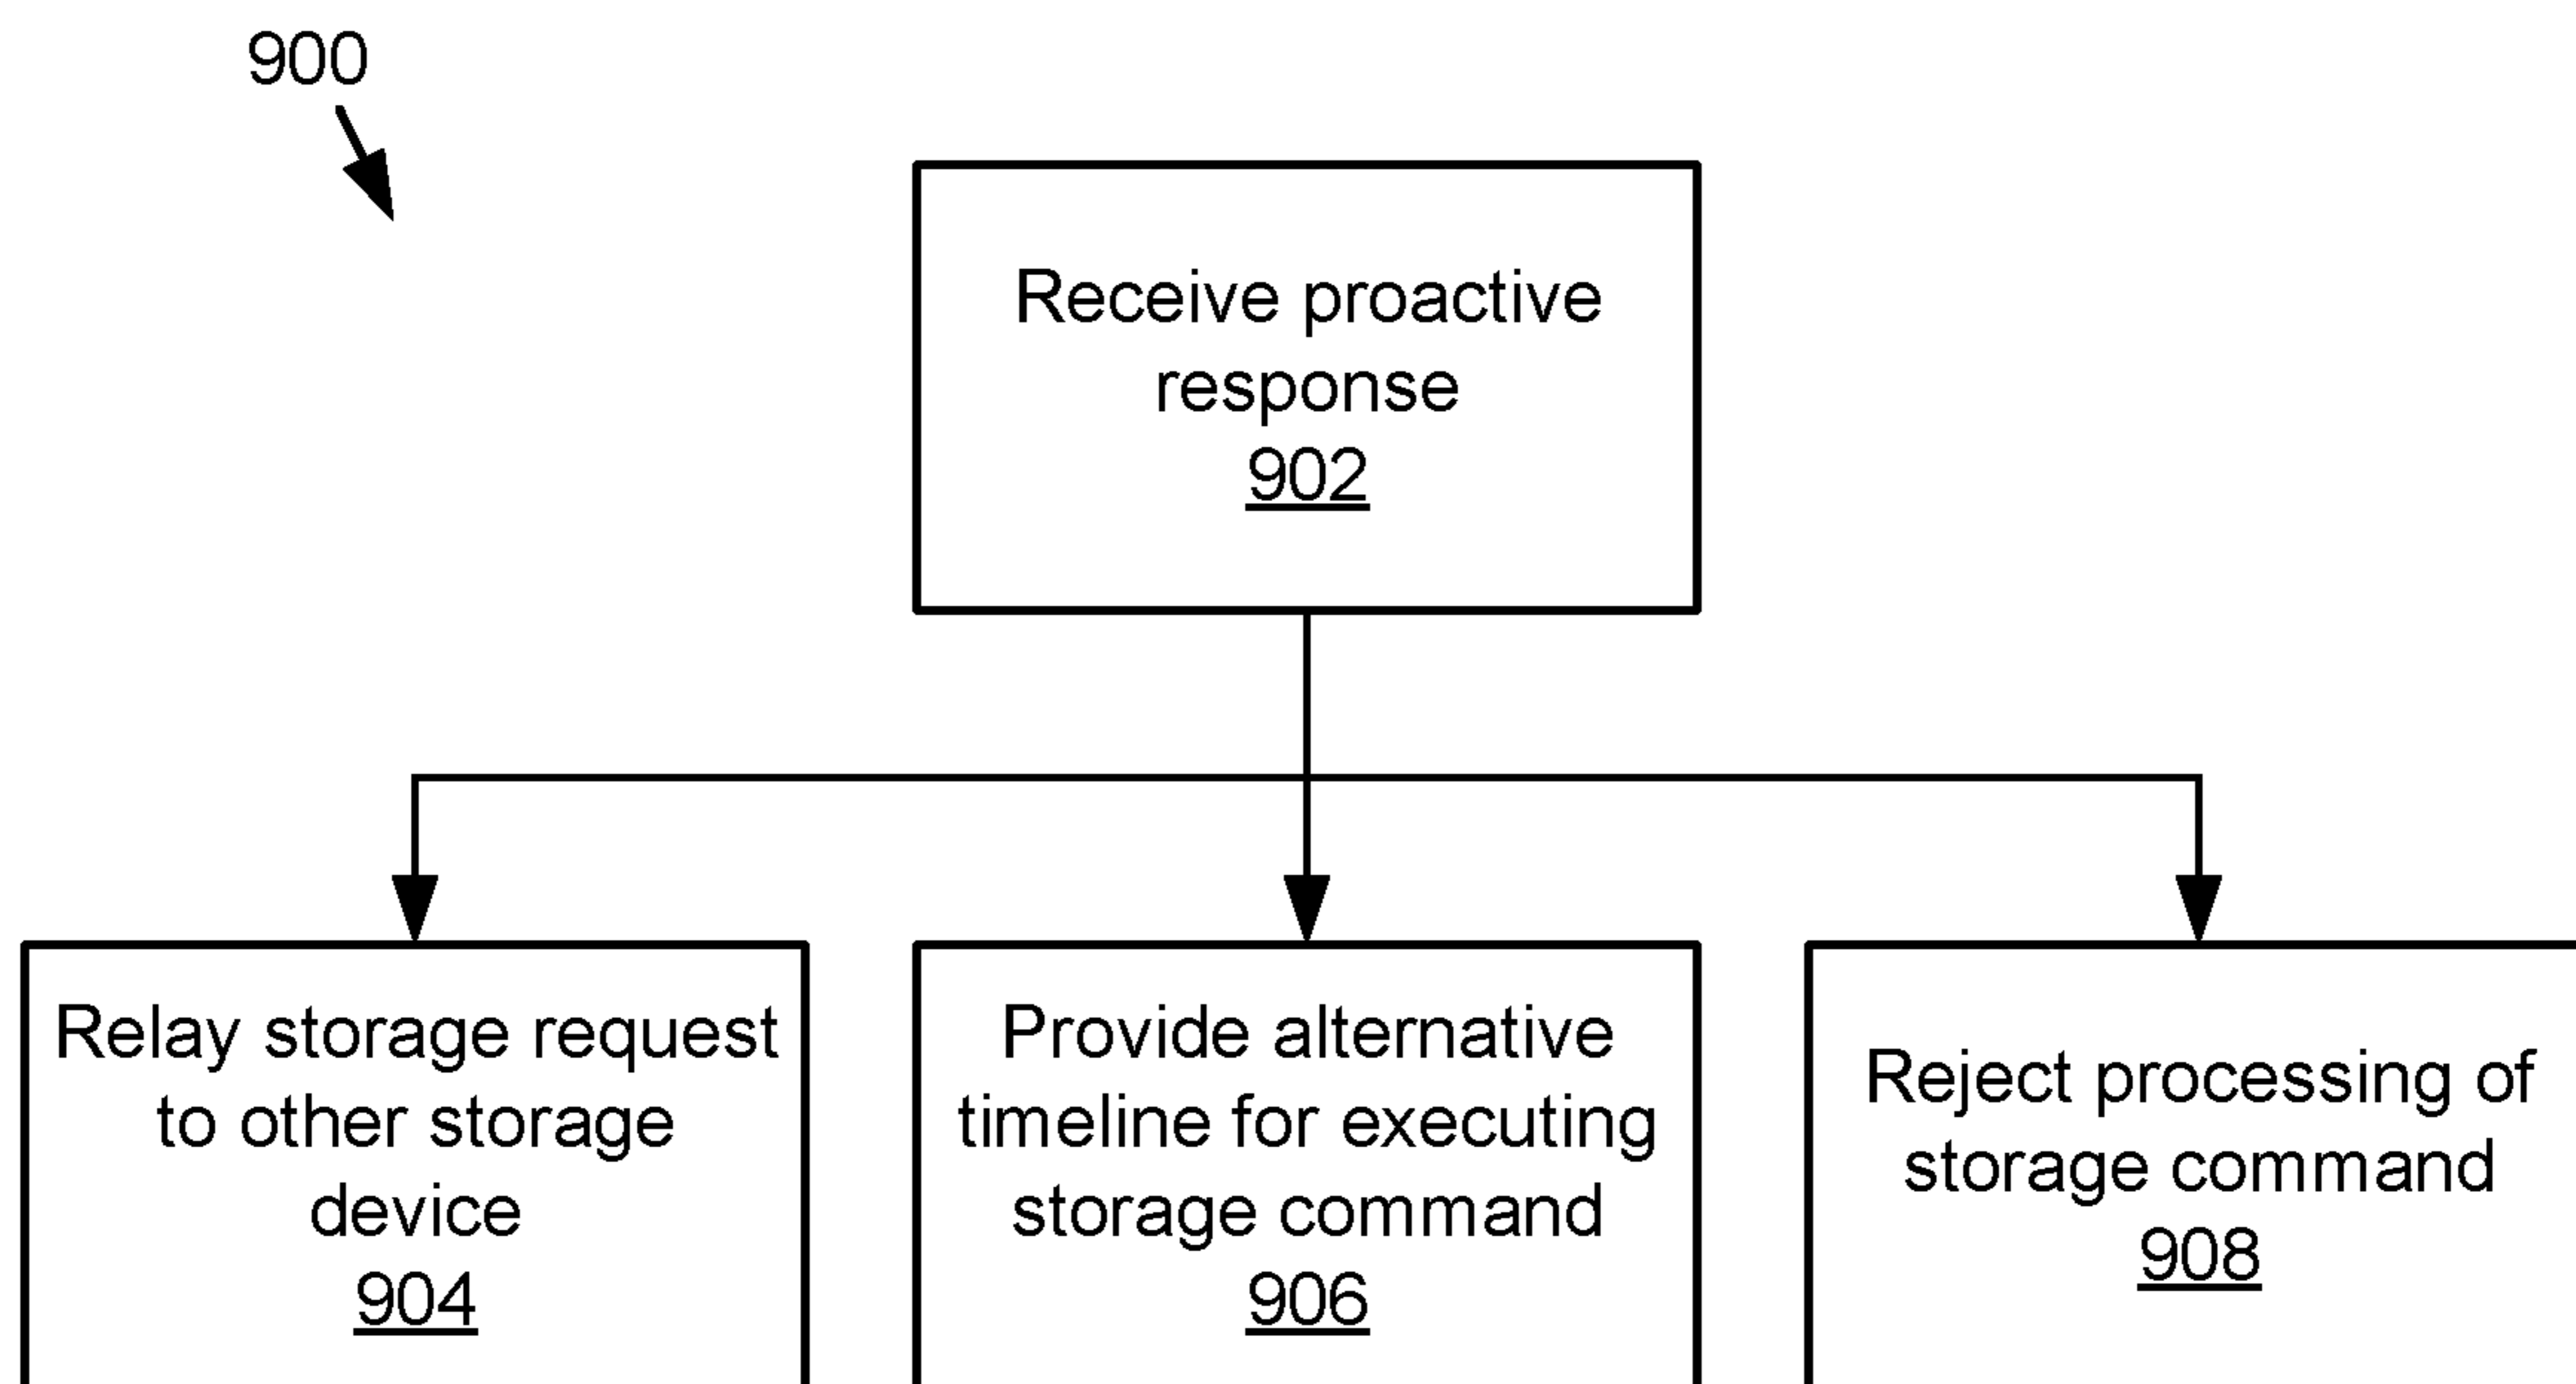 900
Receive proactive
response
902
Relay storage request
to other storage
device
904
Provide alternative
timeline for executing
storage command
906
Reject processing of
storage command
908